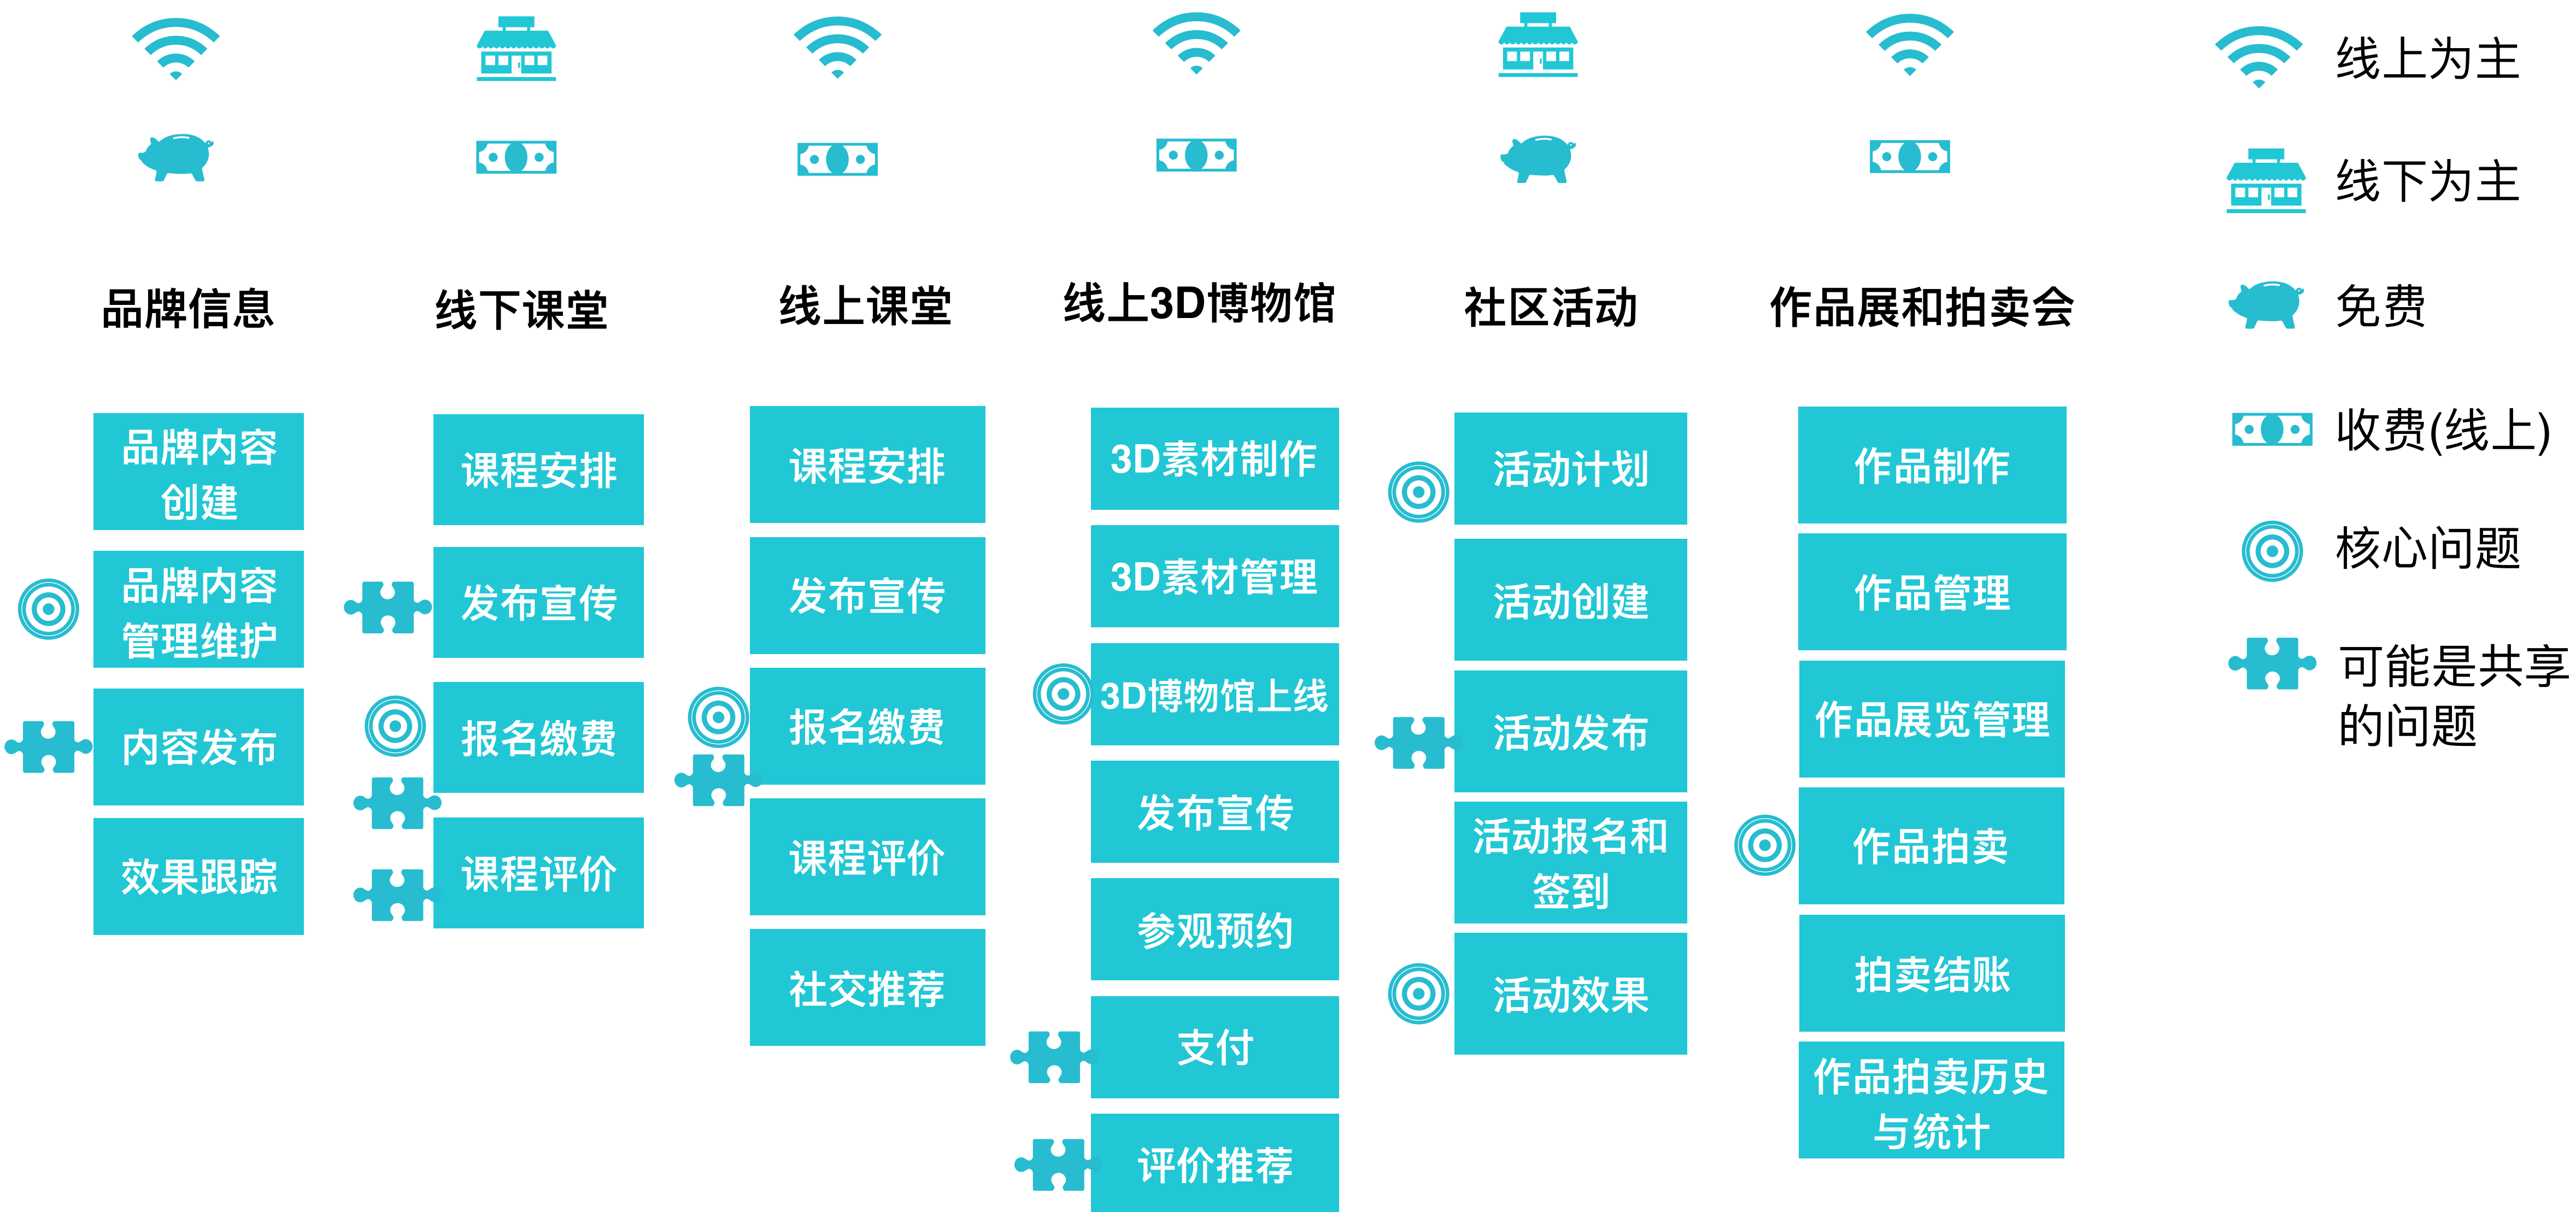 品牌信息
线下课堂
线上课堂
线上3D博物馆
社区活动
作品展和拍卖会
品牌内容
创建
品牌内容
管理维护
内容发布
效果跟踪
课程安排
发布宣传
报名缴费
课程评价
课程安排
发布宣传
报名缴费
课程评价
社交推荐
3D素材制作
3D素材管理
3D博物馆上线
发布宣传
参观预约
支付
评价推荐
活动计划
活动创建
活动发布
活动报名和
签到
活动效果
作品制作
作品管理
作品展览管理
作品拍卖
拍卖结账
作品拍卖历史
与统计
线上为主
线下为主
免费
收费(线上)
核心问题
可能是共享
的问题